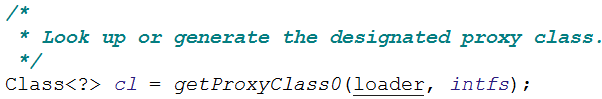 /*
 * Look up or generate the designated proxy class.
 */
Class<?> cl = getProxyClass0(loader, intfs);